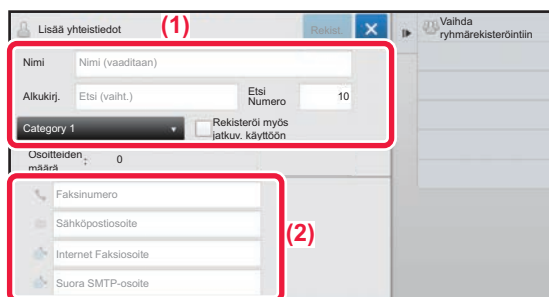 Lisää yhteistiedot
(1)
Rekist.
Vaihda
ryhmärekisteröintiin
Nimi
Nimi (vaaditaan)
Alkukirj.
Etsi (vaiht.)
Etsi
Numero
10
Category 1
Rekisteröi myös
jatkuv. käyttöön
Osoitteiden
määrä
:
0
Faksinumero
Sähköpostiosoite
(2)
Internet Faksiosoite
Suora SMTP-osoite